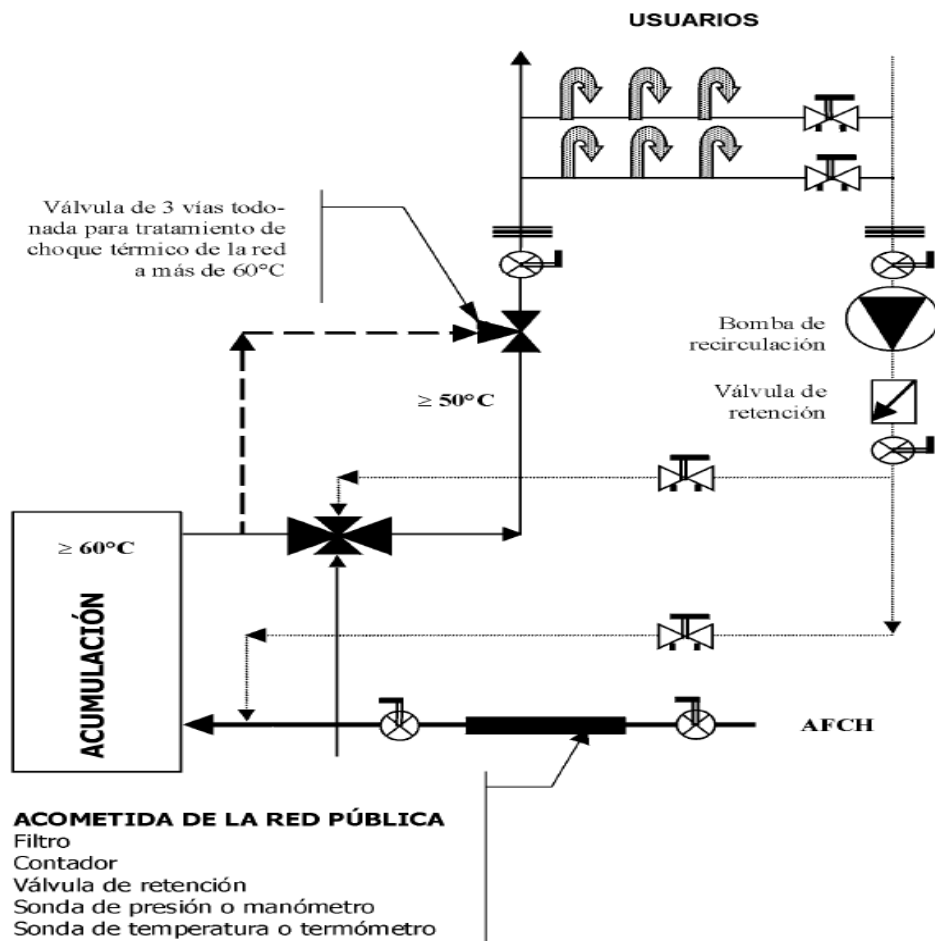 USUARIOS
Válvula de 3 vías todo-
nada para tratamiento de
choque térmico de la red
a más de 60°C
Bomba de
recirculación
≥ 50°C
Válvula de
retención
≥ 60°C
ACUMULACIÓN
AFCH
ACOMETIDA DE LA RED PÚBLICA
Filtro
Contador
Válvula de retención
Sonda de presión o manómetro
Sonda de temperatura o termómetro